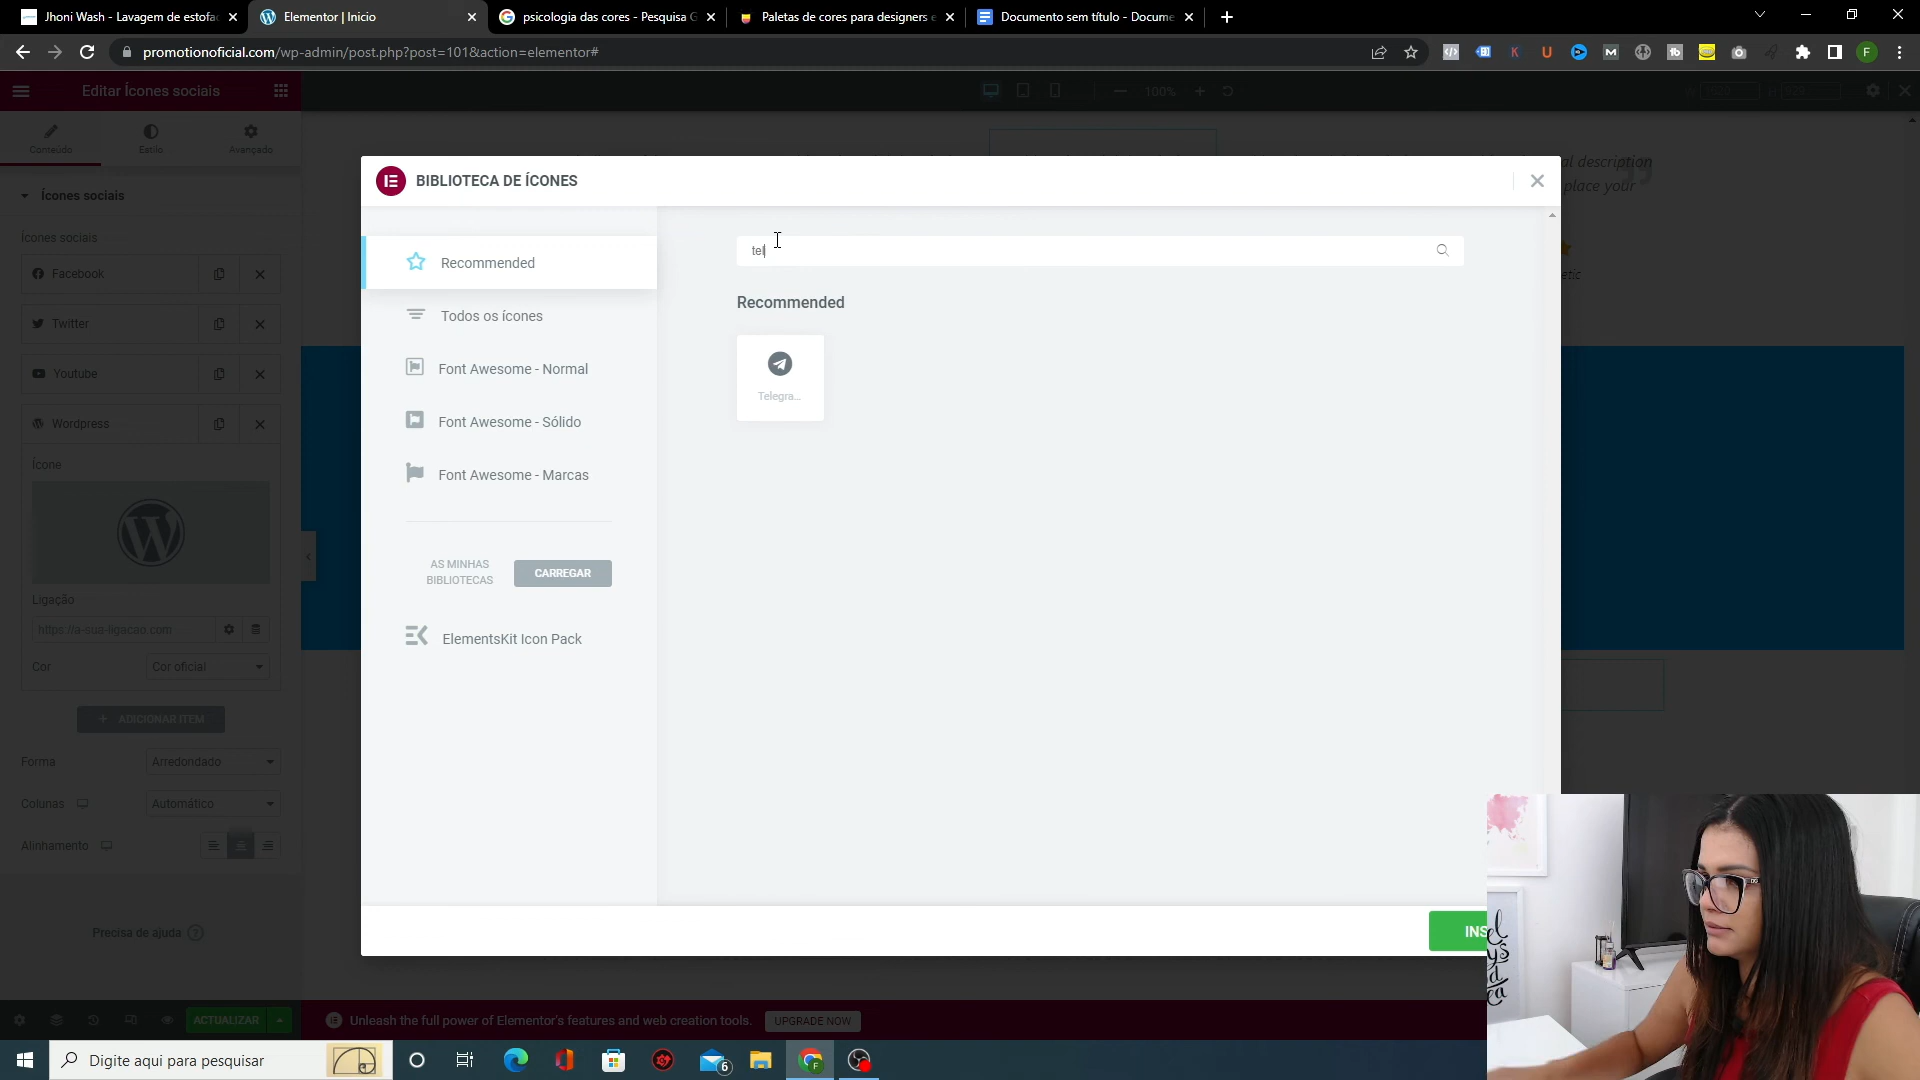 Jhoni Wash - Lavagem de estofa
Elementor | Inicio
psicologia das cores - Pesquisa G
Paletas de cores para designers e
Documento sem título - Docume
promotionoficial.com/wp-admin/post.php?post=101&action=elementor#
Editar Ícones sociais
100%
Conteúdo
Estilo
Avançado
al description
place your
BIBLIOTECA DE ÍCONES
Ícones sociais
Ícones sociais
tel
Recommended
Recommended
Facebook
Todos os ícones
Twitter
Telegra...
Font Awesome - Normal
Youtube
Font Awesome - Sólido
Wordpress
Ícone
Font Awesome - Marcas
AS MINHAS BIBLIOTECAS
CARREGAR
Ligação
https://a-sua-ligacao.com
ElementsKit Icon Pack
Cor
Cor oficial
ADICIONAR ITEM
Forma
Arredondado
Colunas
Automático
Alinhamento
Precisa de ajuda
INS
ACTUALIZAR
Unleash the full power of Elementor's features and web creation tools.
UPGRADE NOW
Digite aqui para pesquisar
6